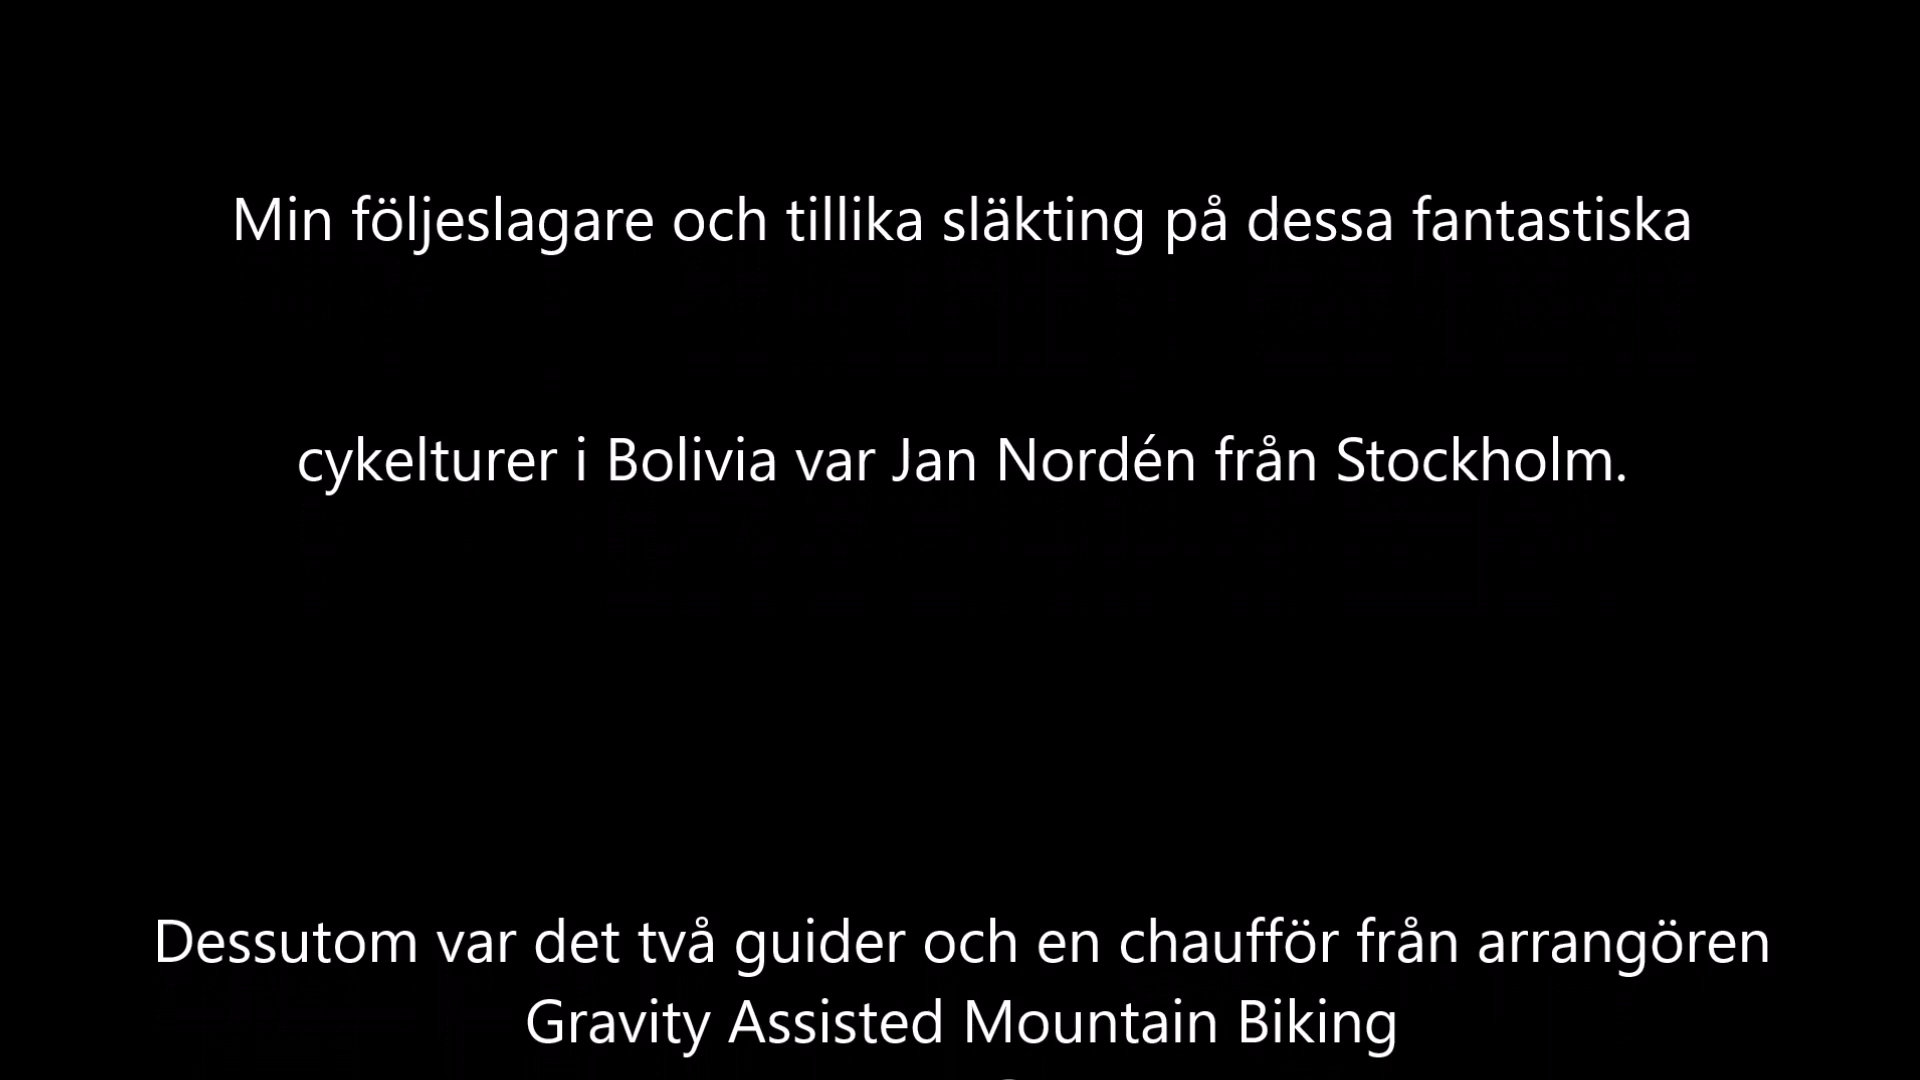 Min följeslagare och tillika släkting på dessa fantastiska
cykelturer i Bolivia var Jan Nordén från Stockholm.
Dessutom var det två guider och en chaufför från arrangören
Gravity Assisted Mountain Biking